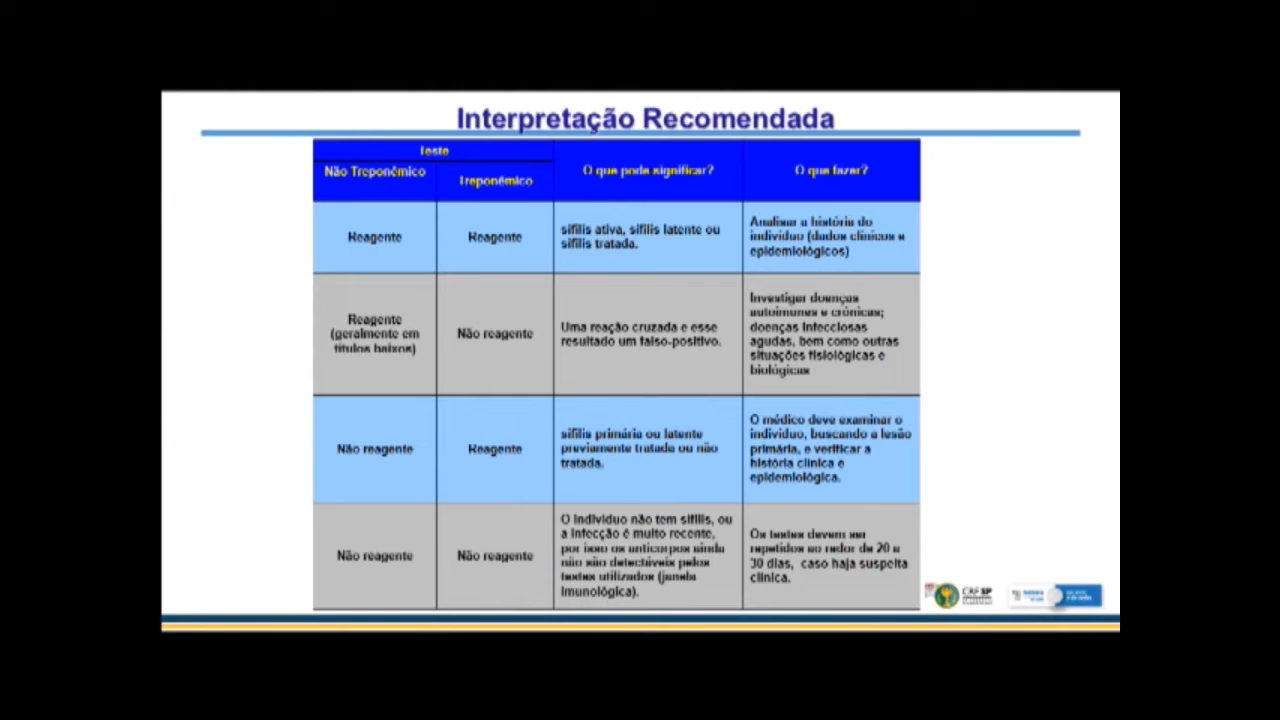 Interpretação Recomendada
Teste
Não Treponêmico
Treponêmico
O que pode significar?
O que fazer?
Reagente
Reagente
sífilis ativa, sífilis latente ou
sífilis tratada.
Analisar a história do
indivíduo (dados clínicos e
epidemiológicos)
Reagente
(geralmente em
títulos baixos)
Não reagente
Uma reação cruzada e esse
resultado um falso-positivo.
Investigar doenças
autoimunes e crônicas;
doenças infecciosas
agudas, bem como outras
situações fisiológicas e
biológicas
Não reagente
Reagente
sífilis primária ou latente
previamente tratada ou não
tratada.
O médico deve examinar o
indivíduo, buscando a lesão
primária, e verificar a
história clínica e
epidemiológica.
Não reagente
Não reagente
O indivíduo não tem sífilis, ou
a infecção é muito recente,
por isso os anticorpos ainda
não são detectáveis pelos
testes utilizados (janela
imunológica).
Os testes devem ser
repetidos ao redor de 20 a
30 dias, caso haja suspeita
clínica.
CRF SP